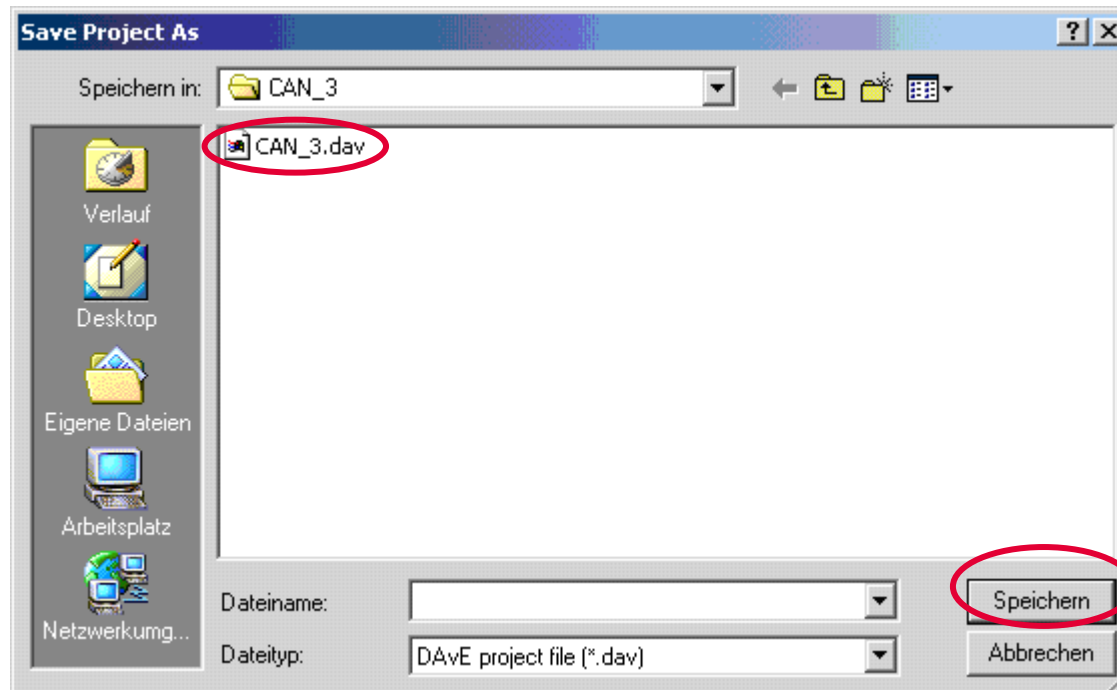 Save Project As
Speichern in: CAN_3
CAN_3.dav
Verlauf
Desktop
Eigene Dateien
Arbeitsplatz
Netzwerkumg...
Dateiname: Speichern
Dateityp: DAvE project file (*.dav) Abbrechen